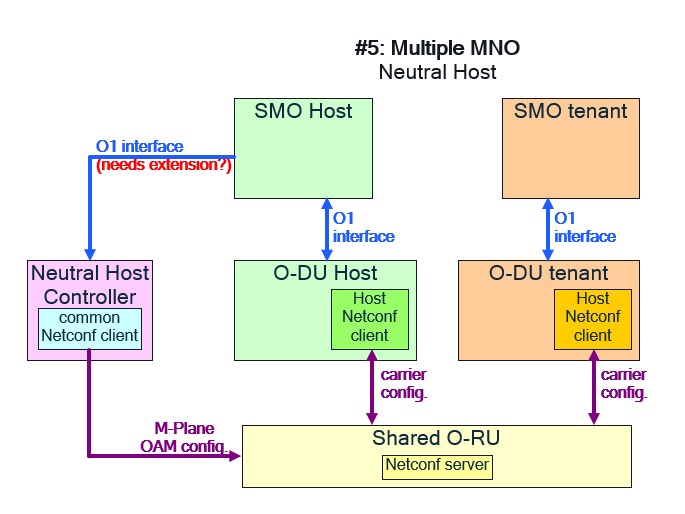 #5: Multiple MNO
Neutral Host
SMO Host
SMO tenant
O1 interface
(needs extension?)
O1
interface
O1
interface
Neutral Host
Controller
common
Netconf client
O-DU Host
Host
Netconf
client
O-DU tenant
Host
Netconf
client
carrier
config.
carrier
config.
M-Plane
OAM config.
Shared O-RU
Netconf server